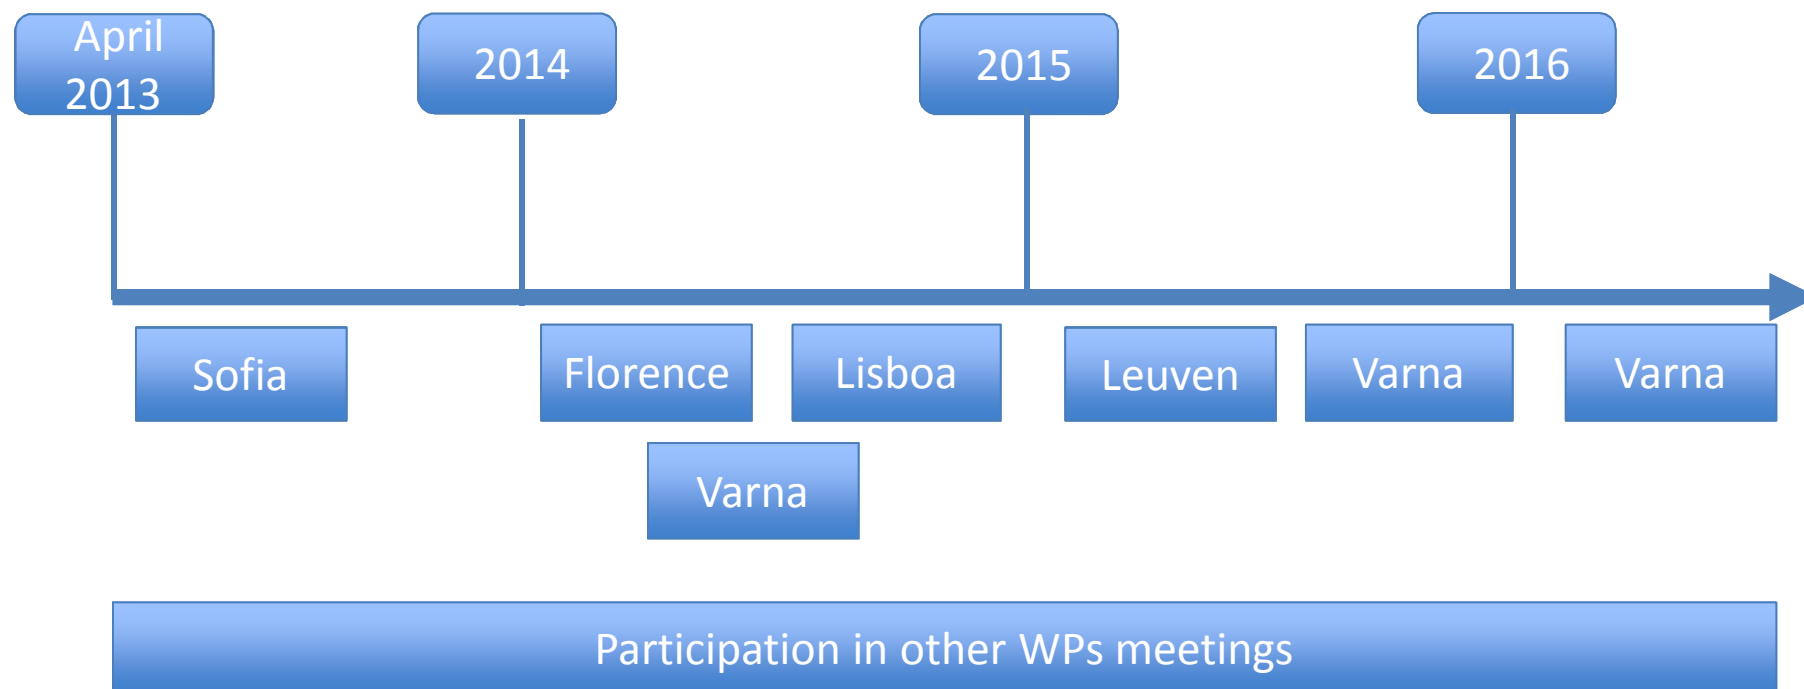 April
2013
2014
2015
2016
Sofia
Florence
Lisboa
Leuven
Varna
Varna
Varna
Participation in other WPs meetings